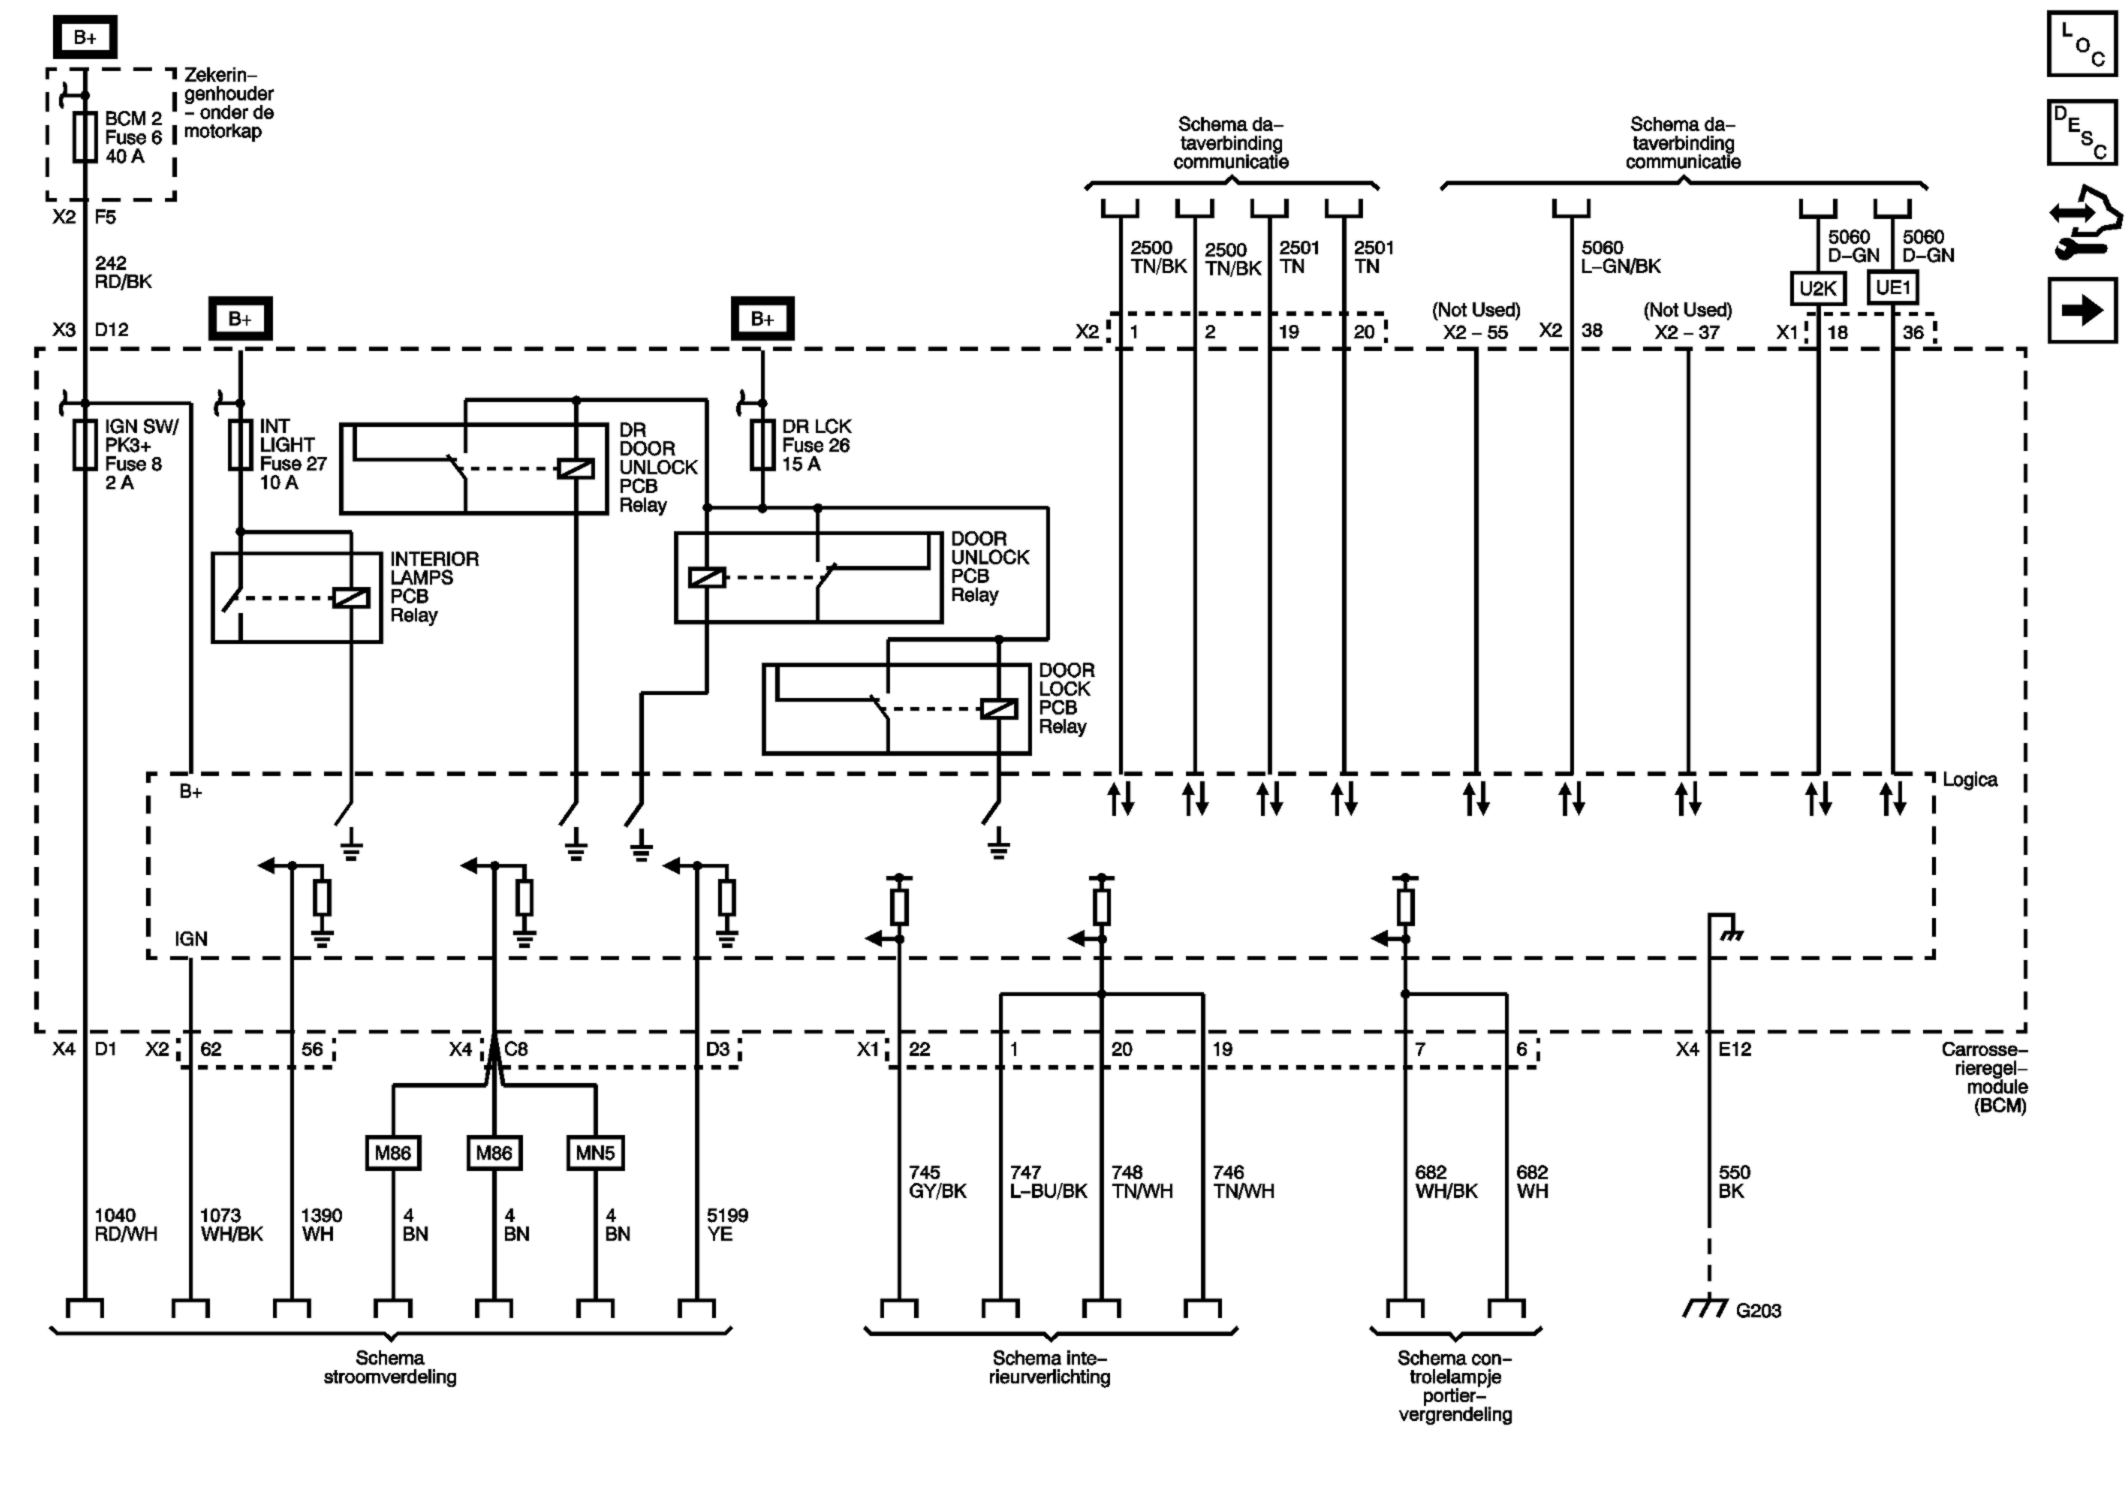 B+
Zekerin-
genhouder
- onder de
motorkap
BCM 2
Fuse 6
40 A
X2 F5
242
RD/BK
X3 D12
B+
B+
Schema da-
taverbinding
communicatie
Schema da-
taverbinding
communicatie
2500
TN/BK
2500
TN/BK
2501
TN
2501
TN
5060
L-GN/BK
5060
D-GN
5060
D-GN
U2K
UE1
X2 1 2 19 20
(Not Used)
X2 - 55
X2 38
(Not Used)
X2 - 37
X1 18 36
L
O
C
D
E
S
C
IGN SW/
PK3+
Fuse 8
2 A
INT
LIGHT
Fuse 27
10 A
DR
DOOR
UNLOCK
PCB
Relay
DR LCK
Fuse 26
15 A
INTERIOR
LAMPS
PCB
Relay
DOOR
UNLOCK
PCB
Relay
DOOR
LOCK
PCB
Relay
B+
Logica
IGN
X4 D1
X2 62 56
X4 C8 D3
X1 22 1 20 19 7 6
X4 E12
Carrosse-
rieregel-
module
(BCM)
M86
M86
MN5
1040
RD/WH
1073
WH/BK
1390
WH
4
BN
4
BN
4
BN
5199
YE
745
GY/BK
747
L-BU/BK
748
TN/WH
746
TN/WH
682
WH/BK
682
WH
550
BK
G203
Schema
stroomverdeling
Schema inte-
rieurverlichting
Schema con-
trolelampje
portier-
vergrendeling